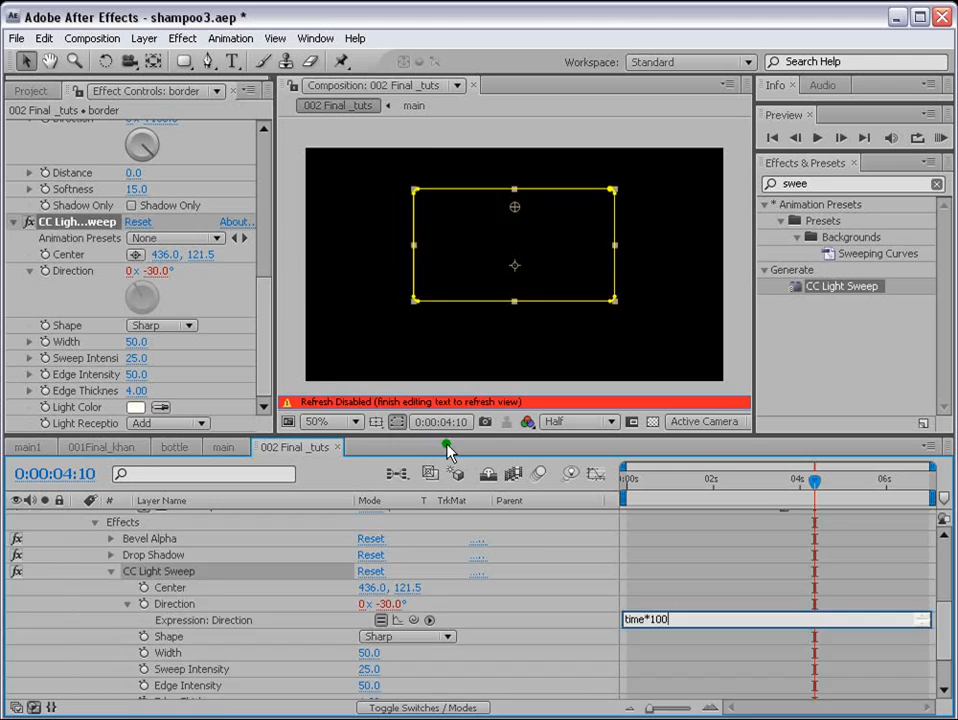 Adobe After Effects - shampoo3.aep *
File Edit Composition Layer Effect Animation View Window Help
Workspace: Standard Search Help
Project Effect Controls: border
Composition: 002 Final _tuts
Info Audio
002 Final _tuts • border
002 Final _tuts main
Preview
Distance 0.0
Softness 15.0
Shadow Only Shadow Only
CC Ligh...weep Reset About...
Animation Presets None
Center 436.0, 121.5
Direction 0 x -30.0°
Shape Sharp
Width 50.0
Sweep Intensi 25.0
Edge Intensity 50.0
Edge Thicknes 4.00
Light Color
Light Receptio Add
Effects & Presets
swee
* Animation Presets
Presets
Backgrounds
Sweeping Curves
Generate
CC Light Sweep
Refresh Disabled (finish editing text to refresh view)
50% 0:00:04:10 Half Active Camera
main1 001Final_khan bottle main 002 Final _tuts
0:00:04:10
:00s 02s 04s 06s
# Layer Name Mode T TrkMat Parent
Effects
Bevel Alpha Reset
Drop Shadow Reset
CC Light Sweep Reset
Center 436.0, 121.5
Direction 0 x -30.0°
Expression: Direction time*100
Shape Sharp
Width 50.0
Sweep Intensity 25.0
Edge Intensity 50.0
Toggle Switches / Modes